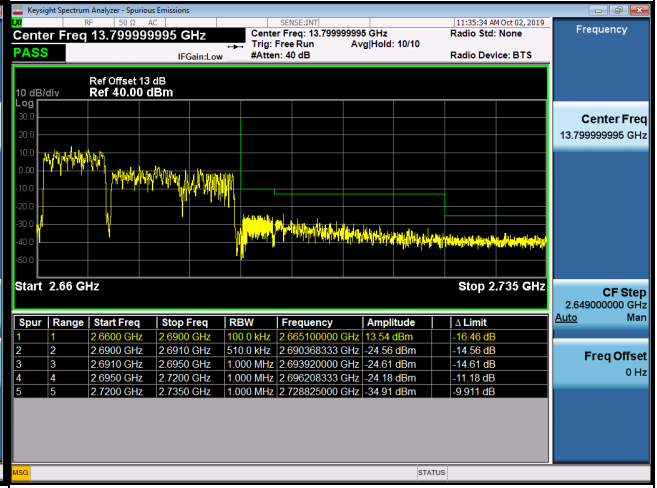 Keysight Spectrum Analyzer - Spurious Emissions
RF 50 Ω AC SENSE:INT 11:35:34 AM Oct 02, 2019
Center Freq 13.799999995 GHz
Center Freq: 13.799999995 GHz
Radio Std: None
Trig: Free Run Avg|Hold: 10/10
PASS
IFGain:Low
#Atten: 40 dB
Radio Device: BTS
Ref Offset 13 dB
10 dB/div
Ref 40.00 dBm
Log
30.0
20.0
10.0
0.00
-10.0
-20.0
-30.0
-40.0
-50.0
Start 2.66 GHz
Stop 2.735 GHz
Spur Range Start Freq Stop Freq RBW Frequency Amplitude Δ Limit
1 1 2.6600 GHz 2.6900 GHz 100.0 kHz 2.665100000 GHz 13.54 dBm -16.46 dB
2 2 2.6900 GHz 2.6910 GHz 510.0 kHz 2.690368333 GHz -24.56 dBm -14.56 dB
3 3 2.6910 GHz 2.6950 GHz 1.000 MHz 2.693920000 GHz -24.61 dBm -14.61 dB
4 4 2.6950 GHz 2.7200 GHz 1.000 MHz 2.696208333 GHz -24.18 dBm -11.18 dB
5 5 2.7200 GHz 2.7350 GHz 1.000 MHz 2.728825000 GHz -34.91 dBm -9.911 dB
Frequency
Center Freq
13.799999995 GHz
CF Step
2.649000000 GHz
Auto Man
Freq Offset
0 Hz
MSG
STATUS